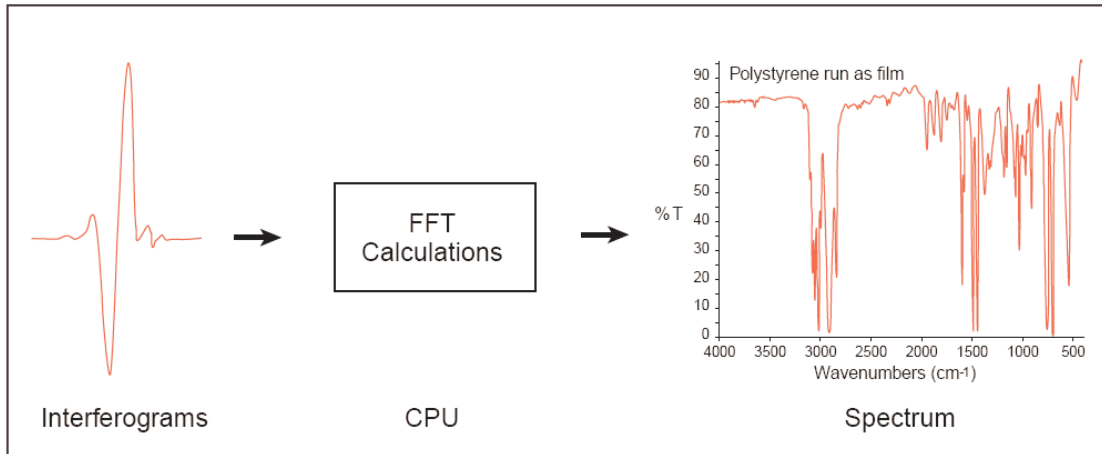 Polystyrene run as film
90
80
70
60
50
40
30
20
10
0
%T
4000 3500 3000 2500 2000 1500 1000 500
Wavenumbers (cm-1)
FFT
Calculations
Interferograms
CPU
Spectrum